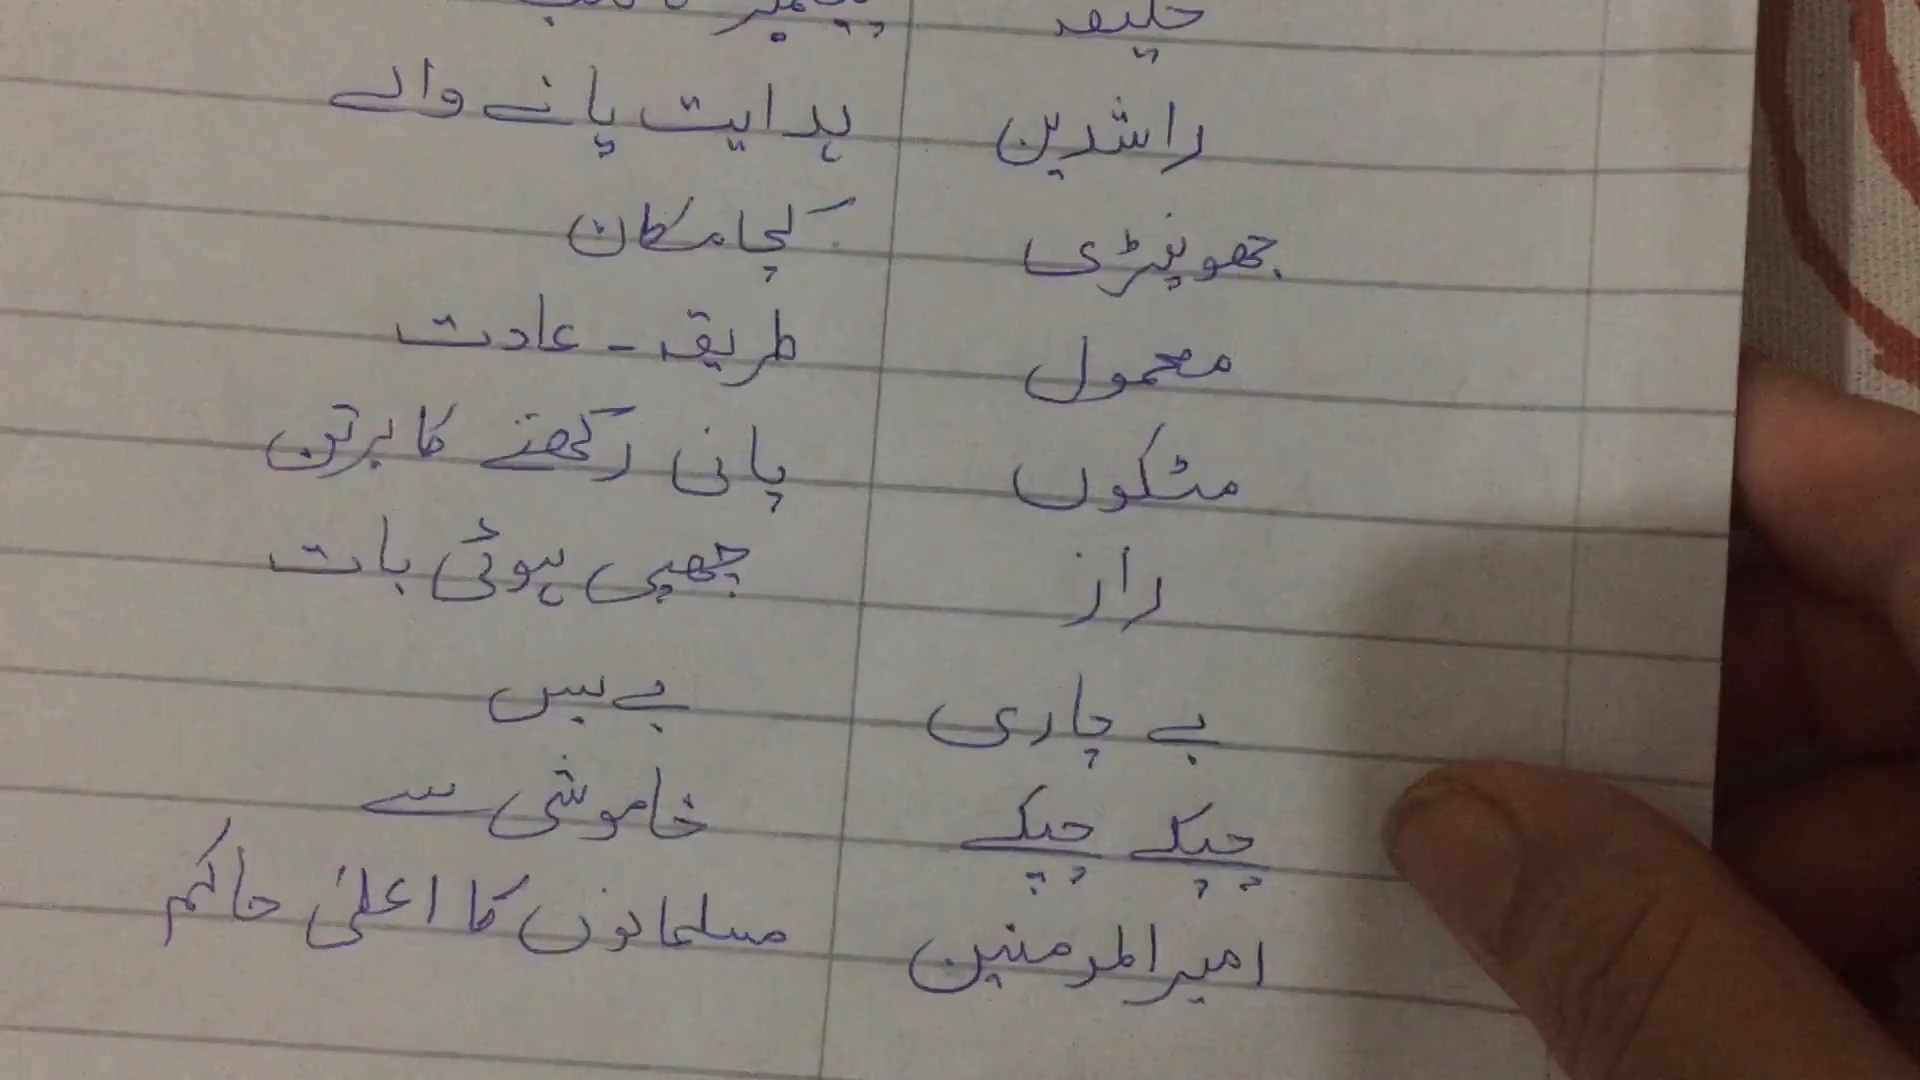 خلیفہ
راشدین ہدایت پانے والے
جھونپڑی کچا مکان
معمول طریقہ - عادت
مٹکوں پانی رکھنے کا برتن
راز چھپی ہوئی بات
بے چاری بے بس
چپکے چپکے خاموشی سے
امیرالمومنین مسلمانوں کا اعلیٰ حاکم